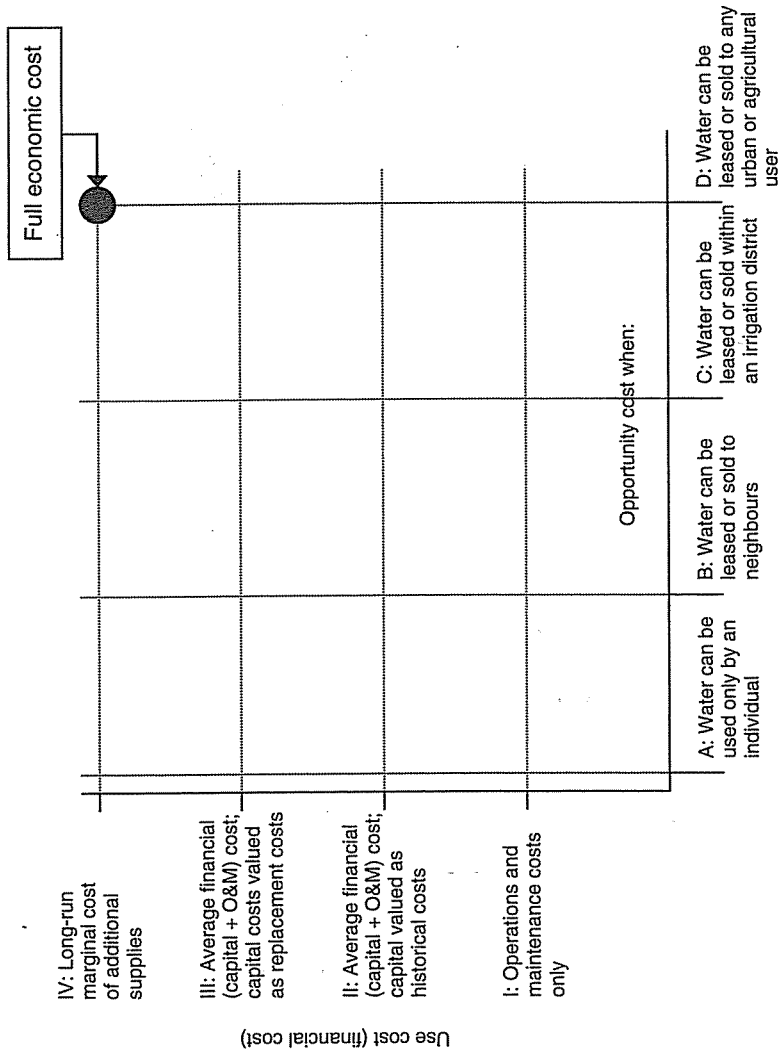 Full economic cost
Use cost (financial cost)
IV: Long-run
marginal cost
of additional
supplies
III: Average financial
(capital + O&M) cost;
capital costs valued
as replacement costs
II: Average financial
(capital + O&M) cost;
capital valued as
historical costs
I: Operations and
maintenance costs
only
Opportunity cost when:
A: Water can be
used only by an
individual
B: Water can be
leased or sold to
neighbours
C: Water can be
leased or sold within
an irrigation district
D: Water can be
leased or sold to any
urban or agricultural
user